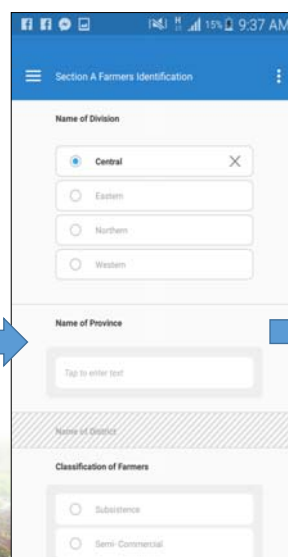 15% 9:37 AM
Section A Farmers Identification
Name of Division
Central
Eastern
Northern
Western
Name of Province
Tap to enter text
Name of District
Classification of Farmers
Subsistence
Semi- Commercial